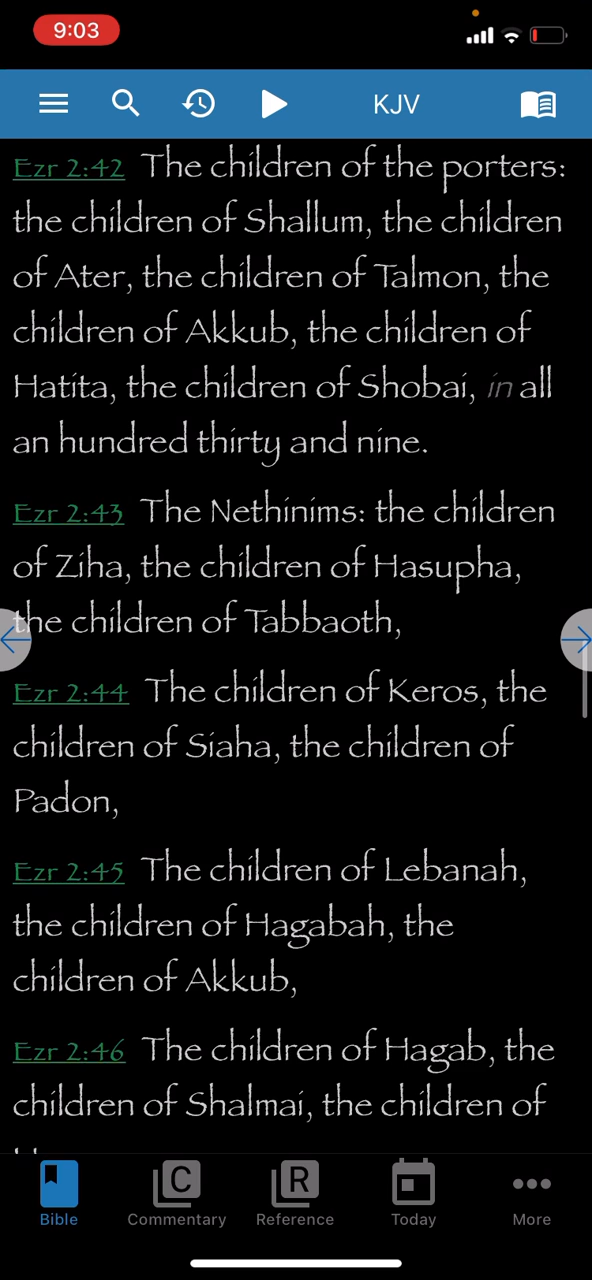 9:03
KJV
Ezr 2:42 The children of the porters:
the children of Shallum, the children
of Ater, the children of Talmon, the
children of Akkub, the children of
Hatita, the children of Shobai, in all
an hundred thirty and nine.
Ezr 2:43 The Nethinims: the children
of Ziha, the children of Hasupha,
the children of Tabbaoth,
Ezr 2:44 The children of Keros, the
children of Siaha, the children of
Padon,
Ezr 2:45 The children of Lebanah,
the children of Hagabah, the
children of Akkub,
Ezr 2:46 The children of Hagab, the
children of Shalmai, the children of
C R
Bible Commentary Reference Today More